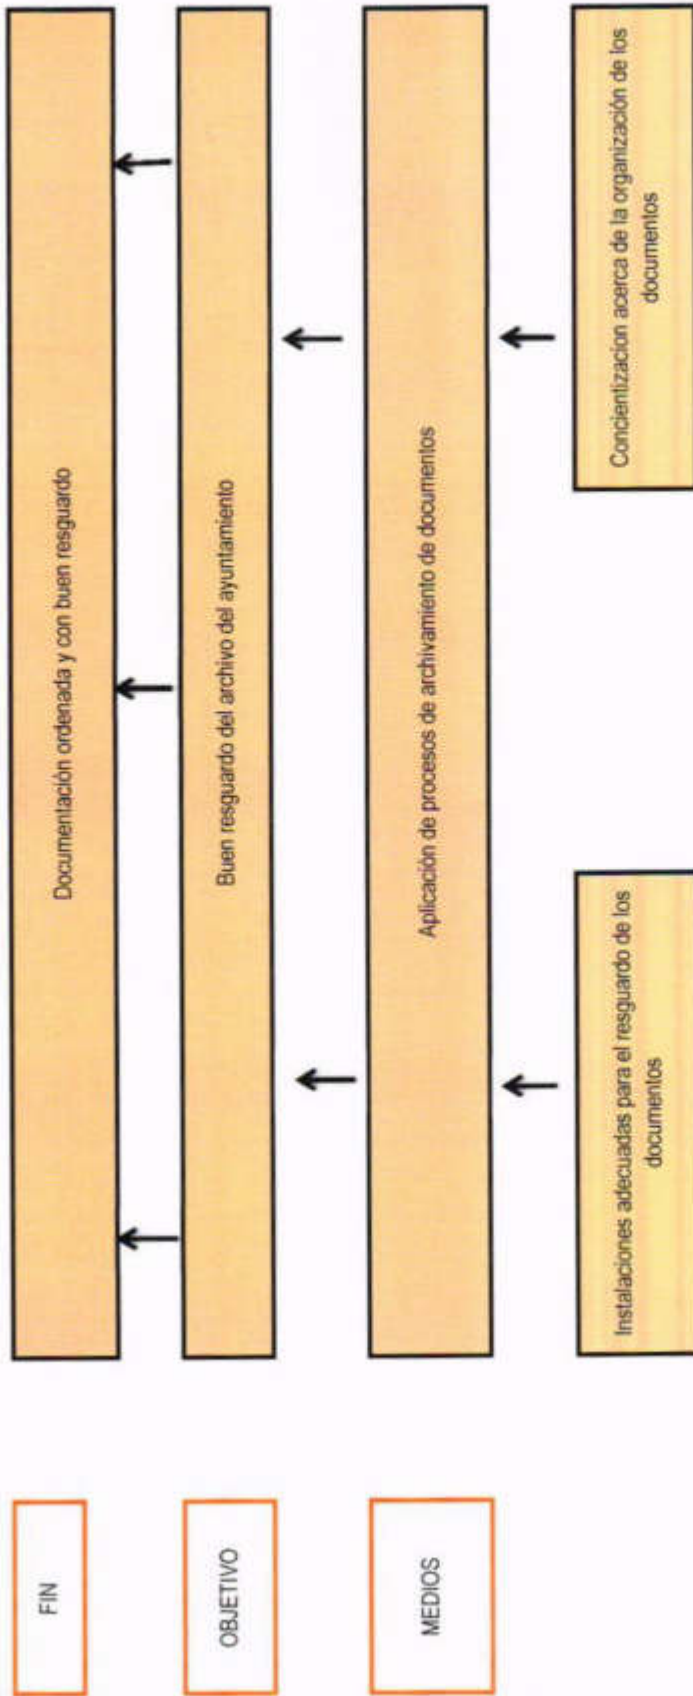 FIN
Documentación ordenada y con buen resguardo
OBJETIVO
Buen resguardo del archivo del ayuntamiento
MEDIOS
Aplicación de procesos de archivamiento de documentos
Instalaciones adecuadas para el resguardo de los
documentos
Concientizacion acerca de la organización de los
documentos